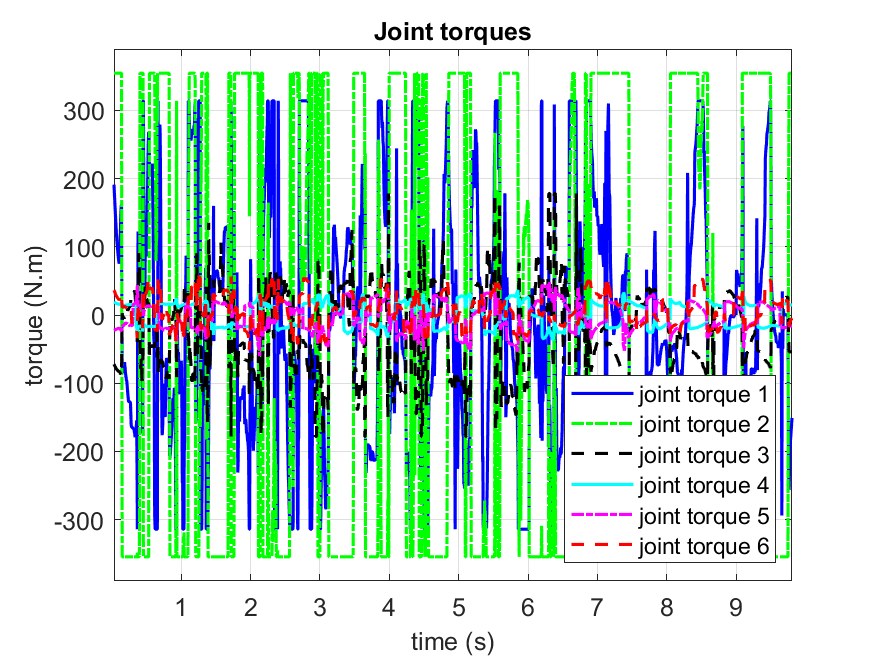 Joint torques
torque (N.m)
300
200
100
0
-100
-200
-300
joint torque 1
joint torque 2
joint torque 3
joint torque 4
joint torque 5
joint torque 6
1 2 3 4 5 6 7 8 9
time (s)